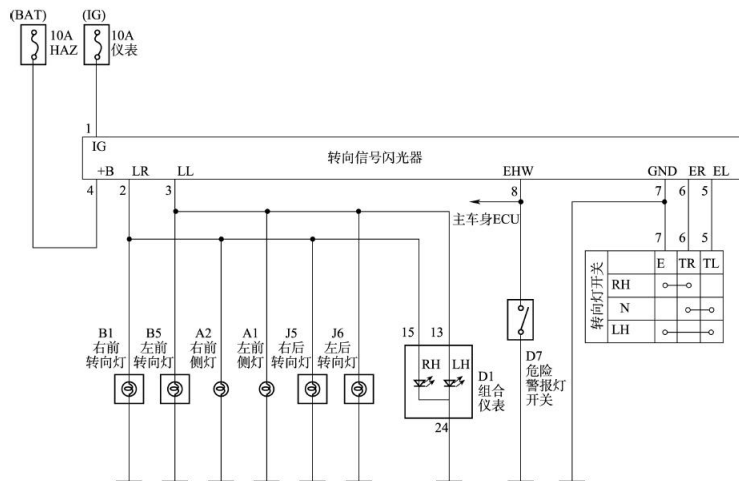 (BAT)
(IG)
10A
HAZ
10A
仪表
1
IG
转向信号闪光器
+B
LR
LL
EHW
GND
ER
EL
4
2
3
8
7
6
5
主车身ECU
7
6
5
转向灯开关
E
TR
TL
RH
N
LH
B1
右前
转向灯
B5
左前
转向灯
A2
右前
侧灯
A1
左前
侧灯
J5
右后
转向灯
J6
左后
转向灯
15
13
RH
LH
24
D1
组合
仪表
D7
危险
警报灯
开关